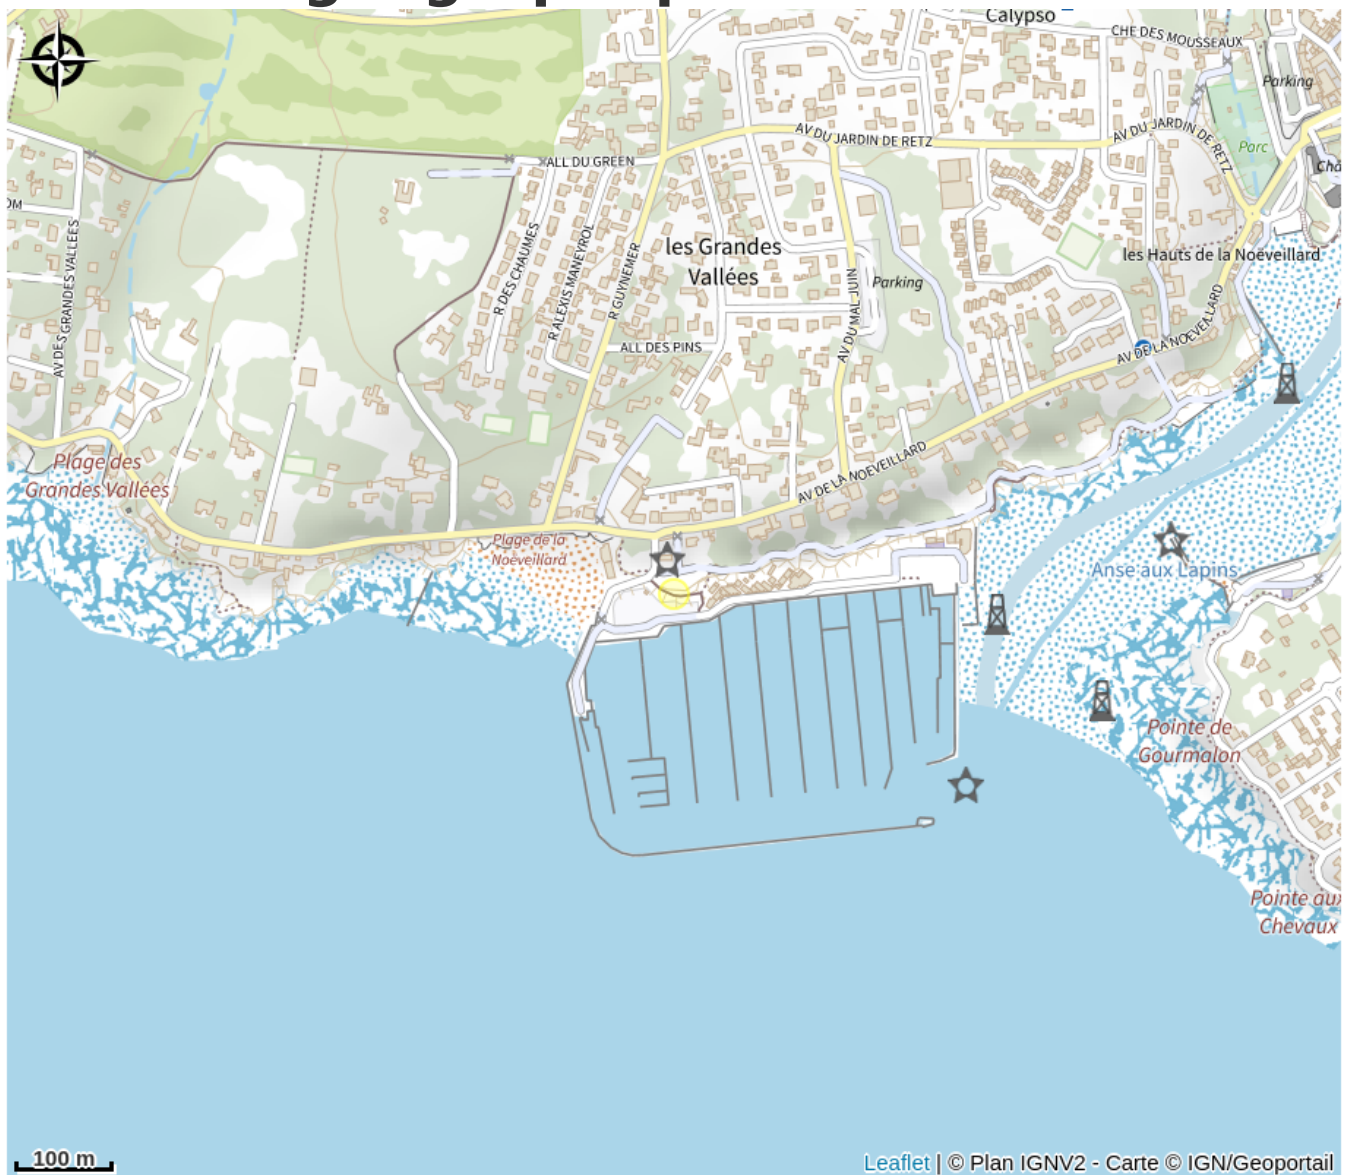 Calypso
CHE DES MOUSSEAUX
Parking
AV DU JARDIN DE RETZ
AV DU JARDIN DE RETZ
Parc
ALL DU GREEN
AV DES GRANDES VALLEES
R DES CHAUMES
R ALEXIS MANEYROL
R GUYNEMER
les Grandes
Vallées
les Hauts de la Noëveillard
Parking
AV DU MAL JUIN
ALL DES PINS
AV DE LA NOEVEILLARD
AV DE LA NOEVEILLARD
Plage des
Grandes Vallées
Plage de la
Noëveillard
Anse aux Lapins
Pointe de
Gourmalon
Pointe aux
Chevaux
100 m
Leaflet | © Plan IGNV2 - Carte © IGN/Geoportail